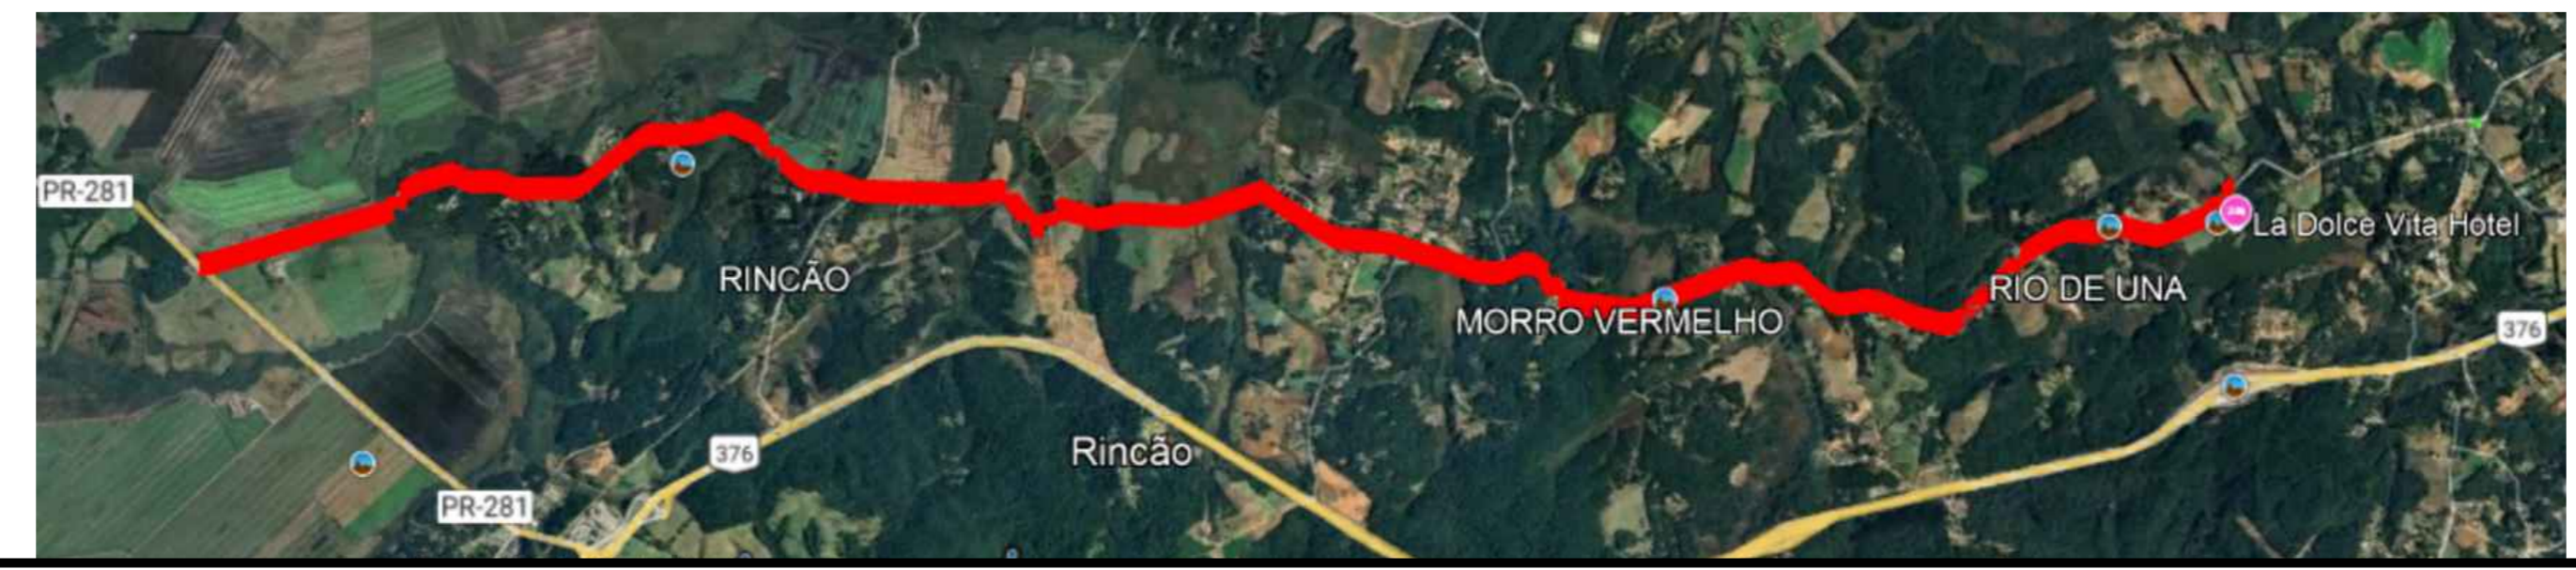 PR-281
La Dolce Vita Hotel
RINCÃO
RIO DE UNA
MORRO VERMELHO
376
376
Rincão
PR-281